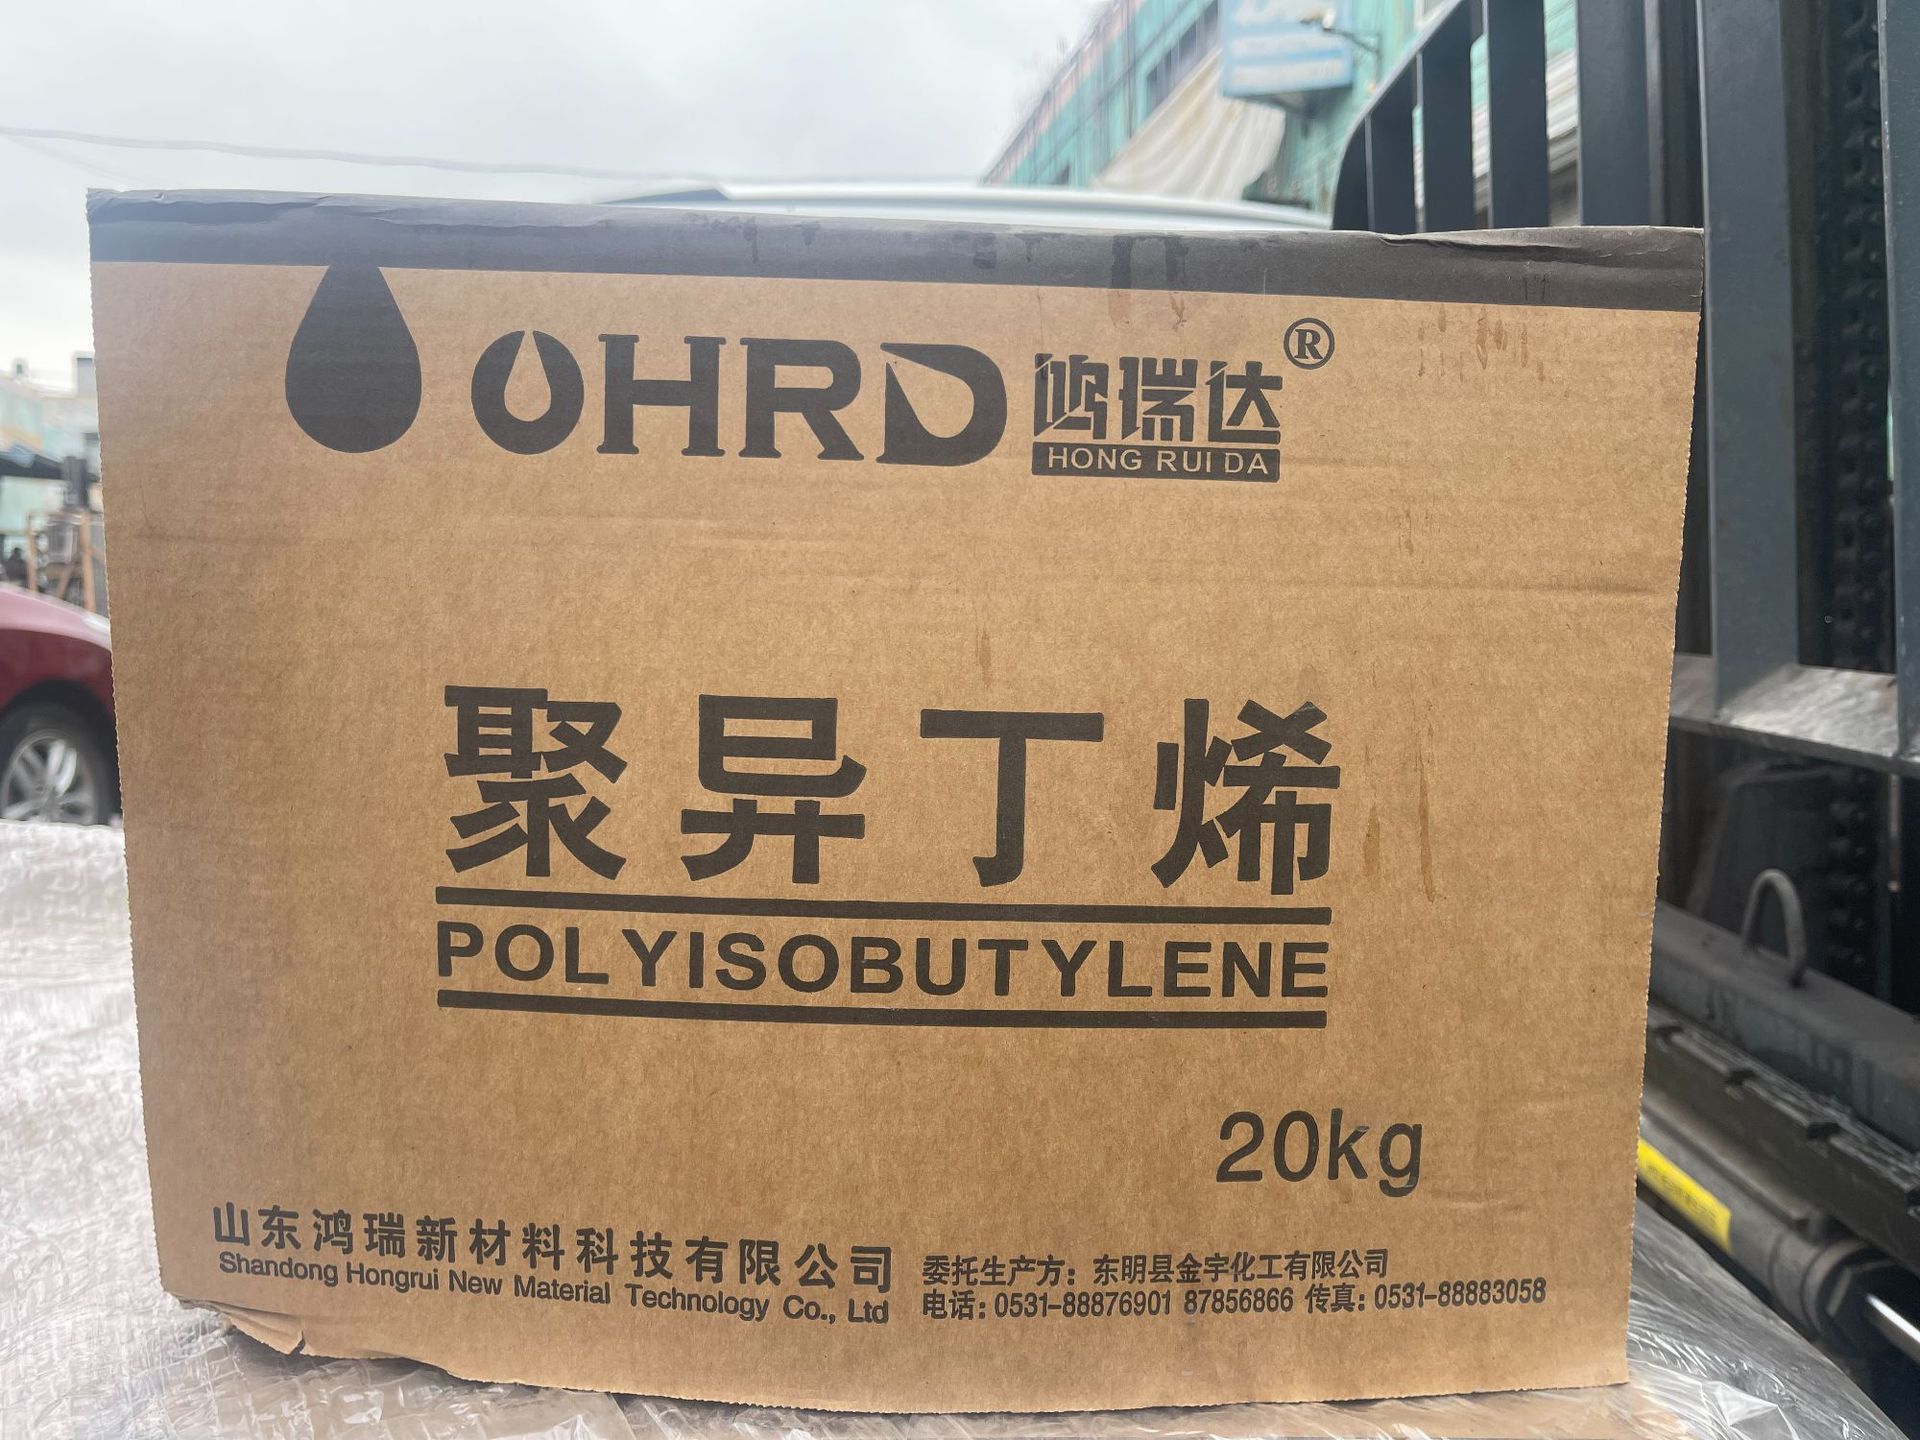 OHRD 鸿瑞达®
HONG RUI DA
聚异丁烯
POLYISOBUTYLENE
20kg
山东鸿瑞新材料科技有限公司
Shandong Hongrui New Material Technology Co., Ltd
委托生产方：东明县金宇化工有限公司
电话：0531-88876901 87856866 传真：0531-88883058